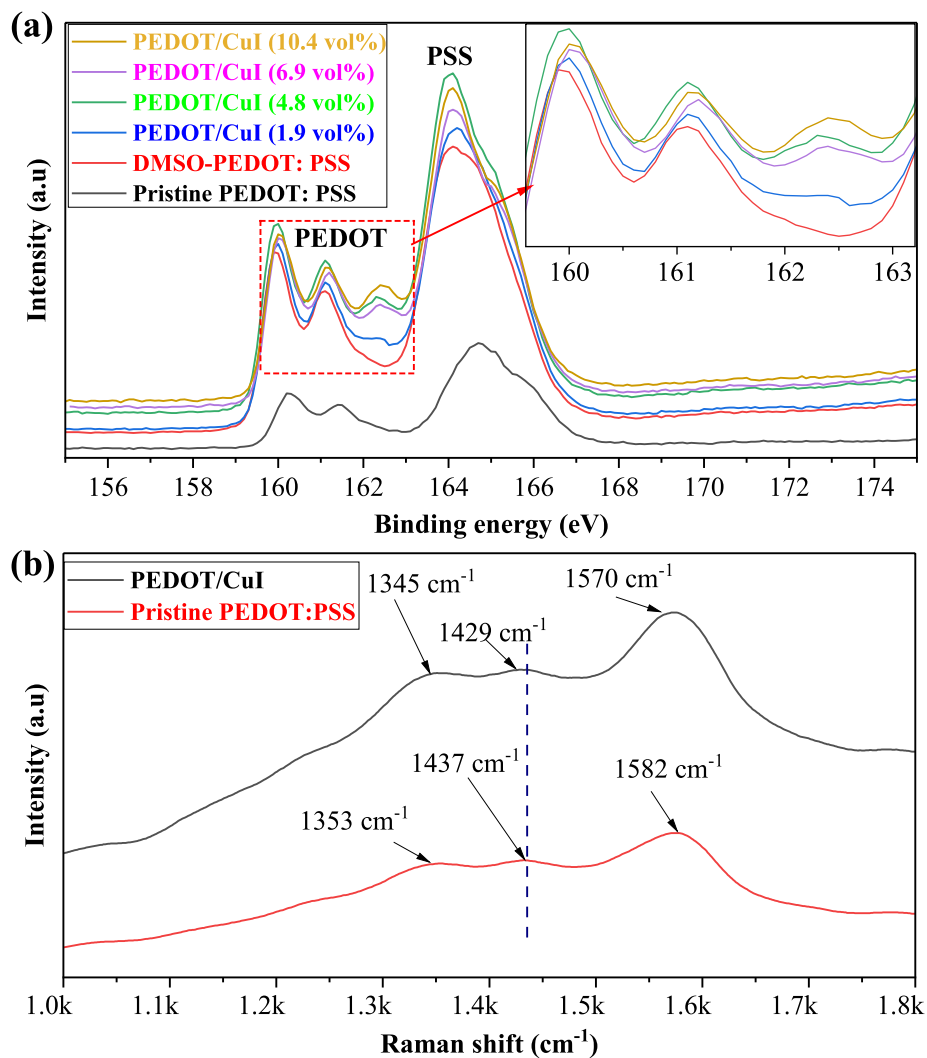 (a)
PEDOT/CuI (10.4 vol%)
PEDOT/CuI (6.9 vol%)
PEDOT/CuI (4.8 vol%)
PEDOT/CuI (1.9 vol%)
DMSO-PEDOT: PSS
Pristine PEDOT: PSS
PSS
PEDOT
160 161 162 163
Intensity (a.u)
156 158 160 162 164 166 168 170 172 174
Binding energy (eV)
(b)
PEDOT/CuI
Pristine PEDOT:PSS
1345 cm⁻¹
1570 cm⁻¹
1429 cm⁻¹
1437 cm⁻¹
1582 cm⁻¹
1353 cm⁻¹
Intensity (a.u)
1.0k 1.1k 1.2k 1.3k 1.4k 1.5k 1.6k 1.7k 1.8k
Raman shift (cm⁻¹)